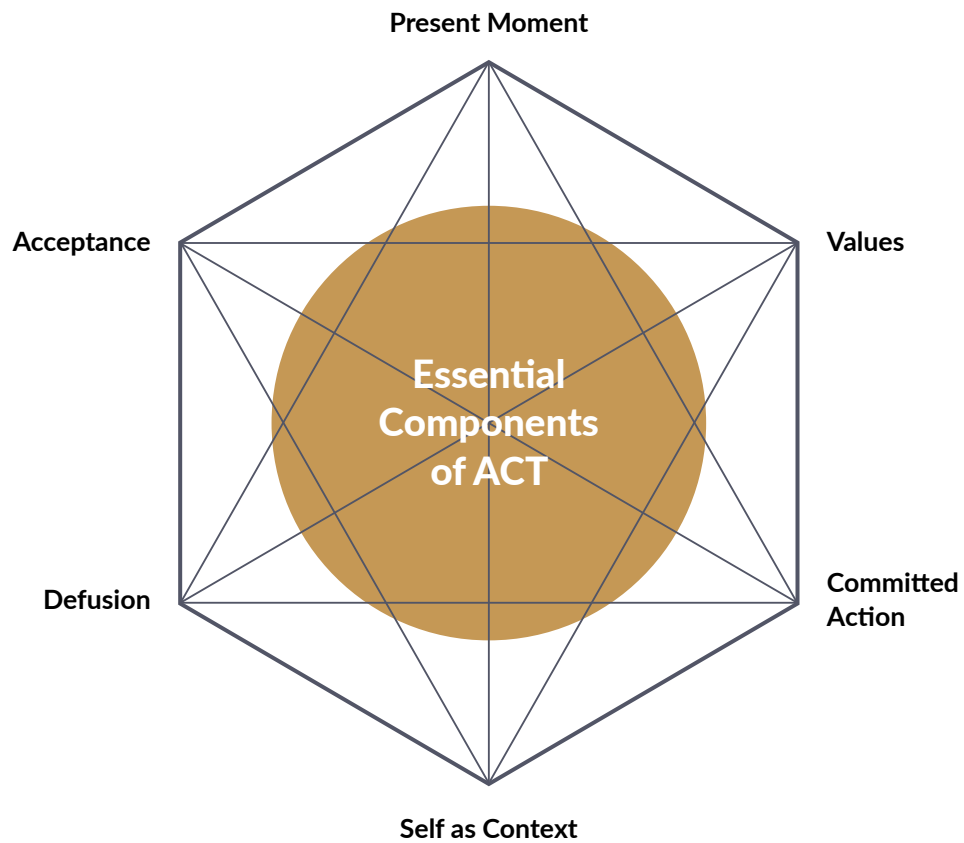 Present Moment
Acceptance
Values
Essential
Components
of ACT
Defusion
Committed
Action
Self as Context